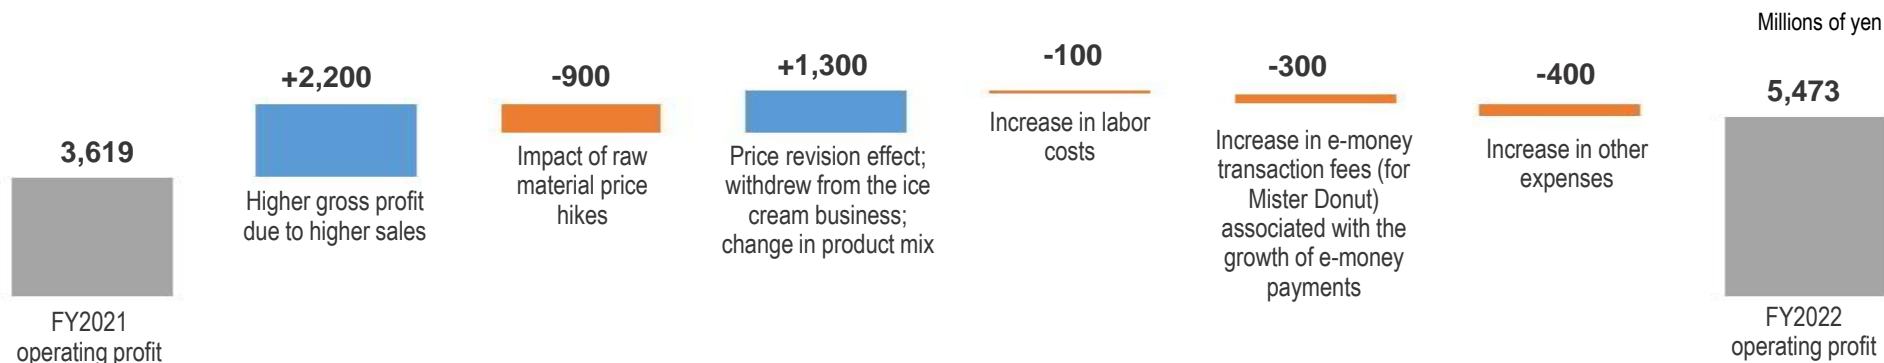 Millions of yen
3,619
FY2021
operating profit
+2,200
Higher gross profit
due to higher sales
-900
Impact of raw
material price
hikes
+1,300
Price revision effect;
withdrew from the ice
cream business;
change in product mix
-100
Increase in labor
costs
-300
Increase in e-money
transaction fees (for
Mister Donut)
associated with the
growth of e-money
payments
-400
Increase in other
expenses
5,473
FY2022
operating profit